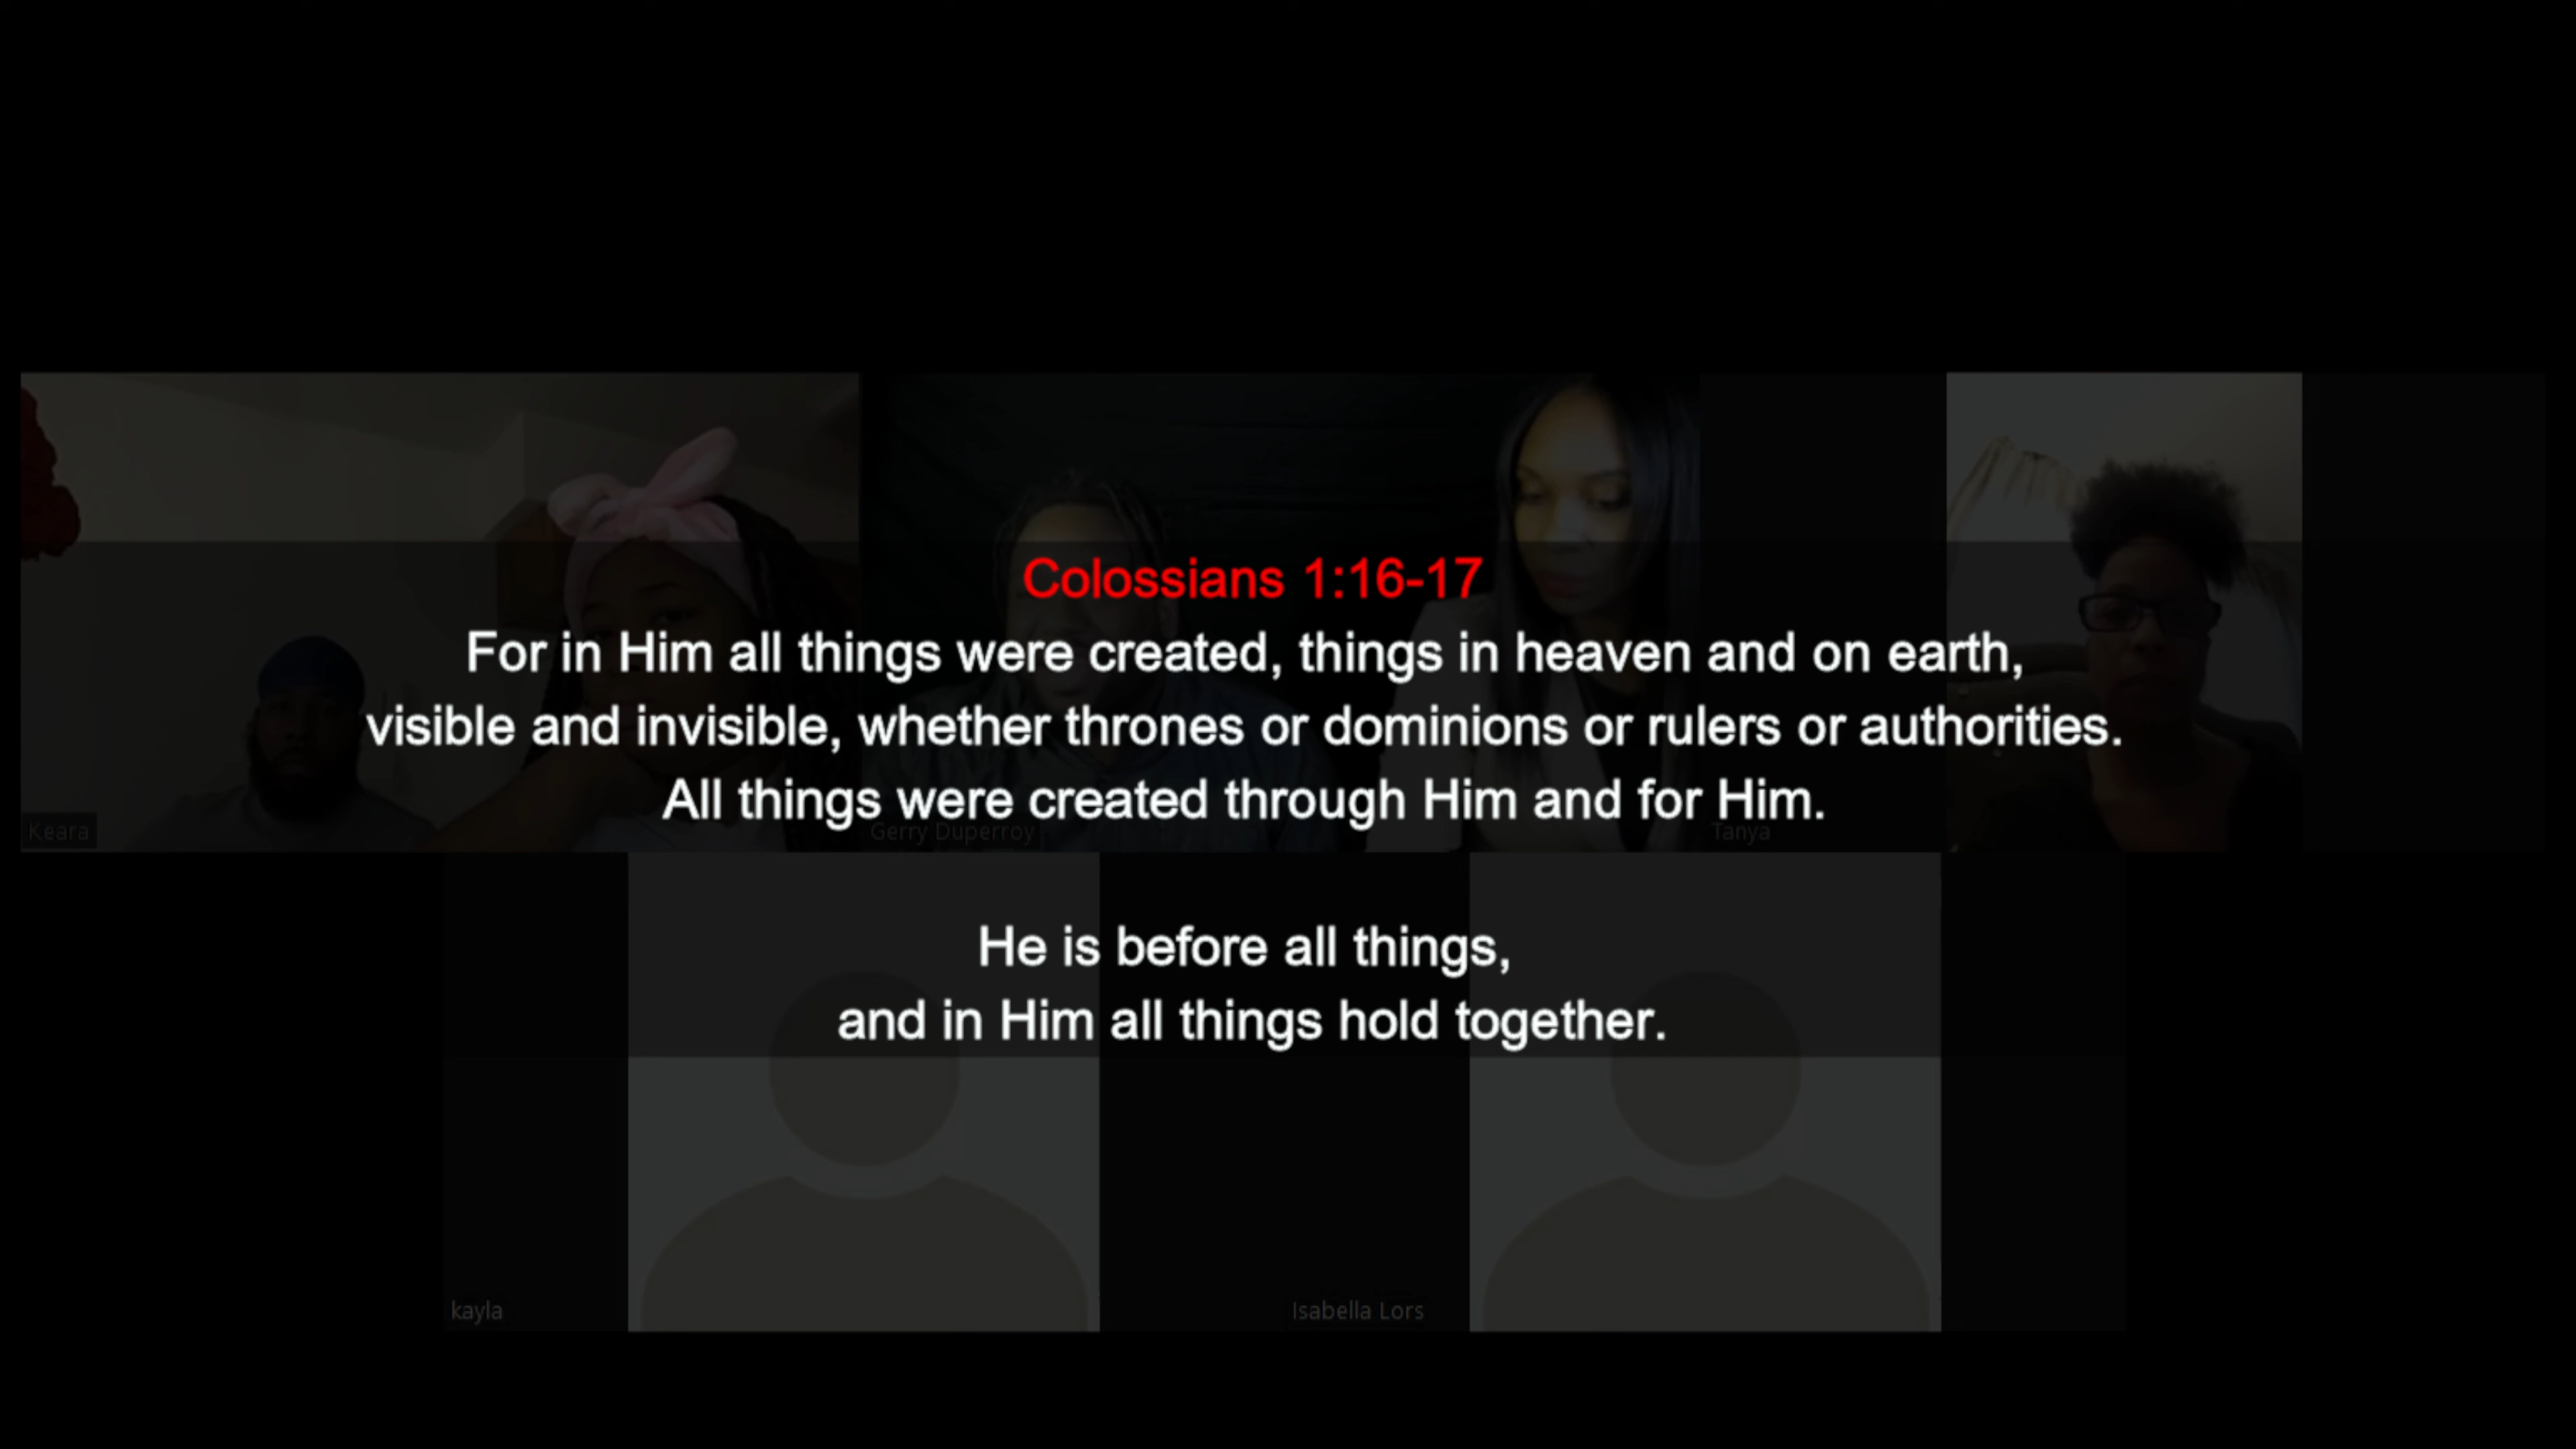 Colossians 1:16-17
For in Him all things were created, things in heaven and on earth,
visible and invisible, whether thrones or dominions or rulers or authorities.
All things were created through Him and for Him.
Keara
Gerry Duperroy
Tanya
He is before all things,
and in Him all things hold together.
kayla
Isabella Lors